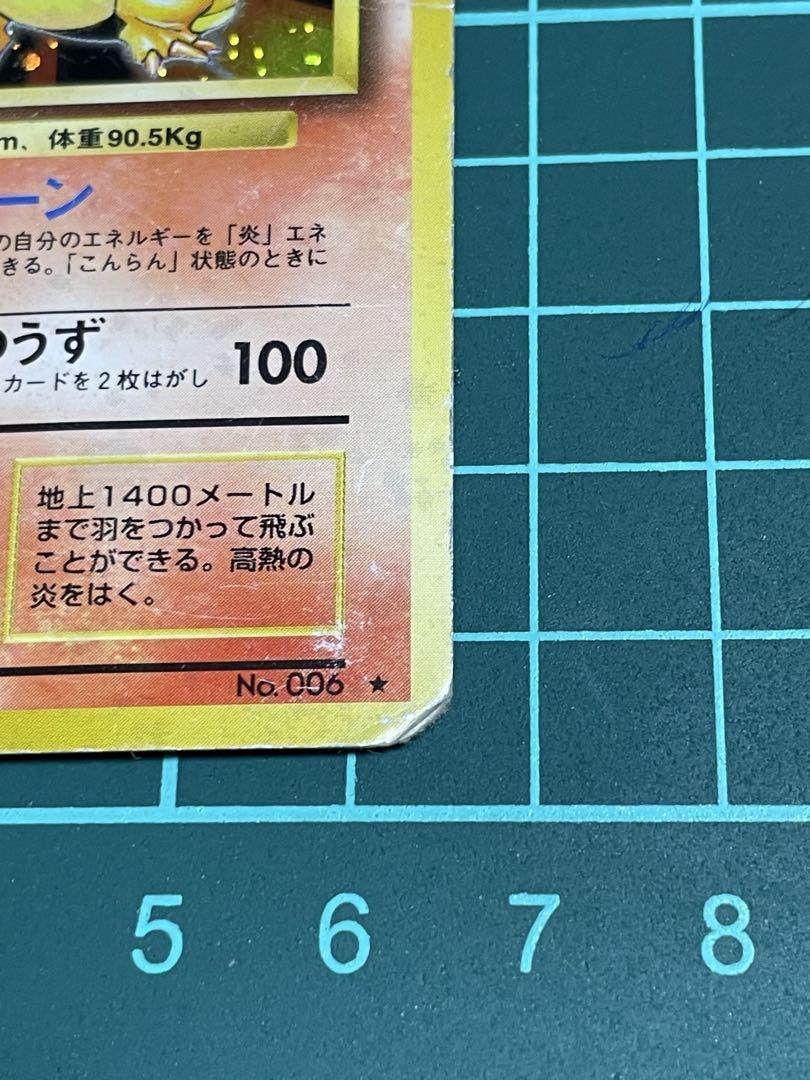 m、体重90.5Kg
ーン
の自分のエネルギーを「炎」エネ
きる。「こんらん」状態のときに
うず
カードを2枚はがし
100
地上1400メートル
まで羽をつかって飛ぶ
ことができる。高熱の
炎をはく。
No. 006 ★
5 6 7 8